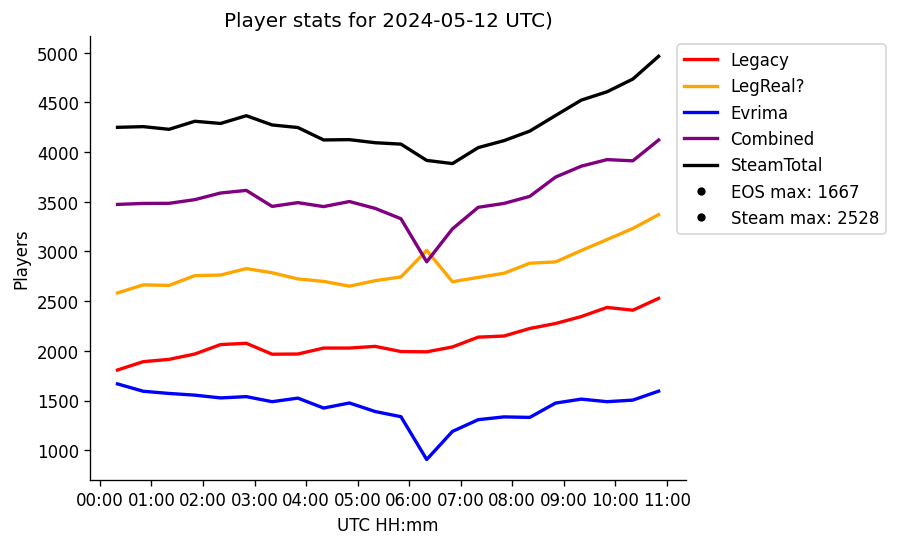 Player stats for 2024-05-12 UTC)
Players
5000
4500
4000
3500
3000
2500
2000
1500
1000
00:00 01:00 02:00 03:00 04:00 05:00 06:00 07:00 08:00 09:00 10:00 11:00
UTC HH:mm
Legacy
LegReal?
Evrima
Combined
SteamTotal
EOS max: 1667
Steam max: 2528